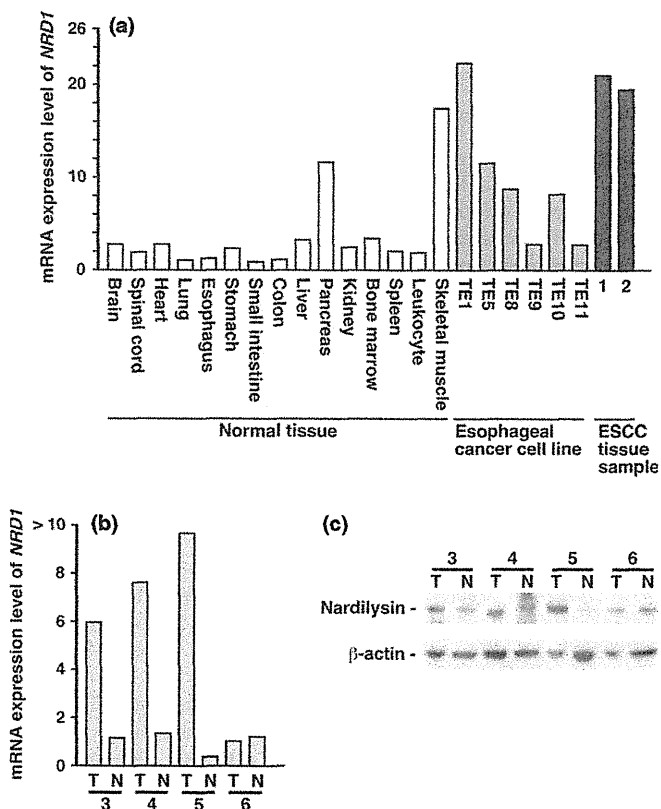 (a)
mRNA expression level of NRD1
26
20
10
0
Brain
Spinal cord
Heart
Lung
Esophagus
Stomach
Small intestine
Colon
Liver
Pancreas
Kidney
Bone marrow
Spleen
Leukocyte
Skeletal muscle
TE1
TE5
TE8
TE9
TE10
TE11
1
2
Normal tissue
Esophageal
cancer cell line
ESCC
tissue
sample
(b)
mRNA expression level of NRD1
> 10
6
2
0
T N T N T N T N
3 4 5 6
(c)
3 4 5 6
T N T N T N T N
Nardilysin -
β-actin -